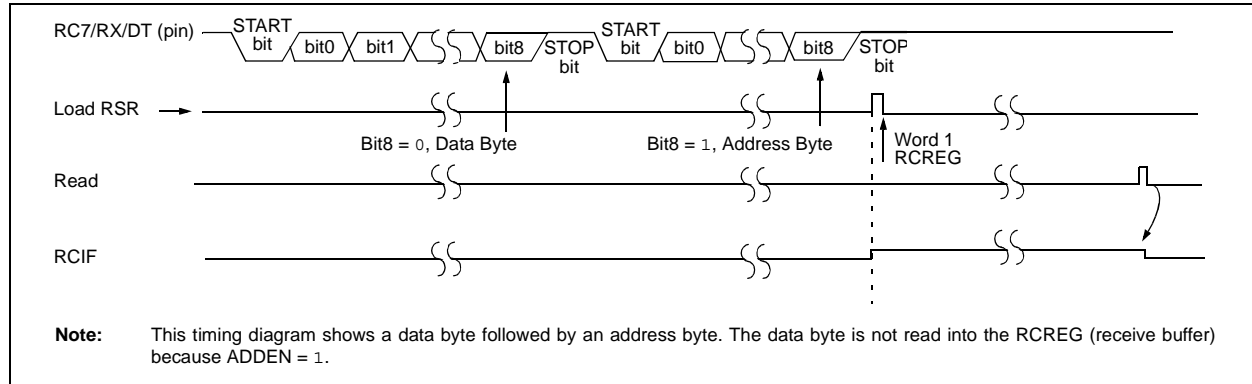 RC7/RX/DT (pin)
START bit
bit0
bit1
bit8
STOP bit
START bit
bit0
bit8
STOP bit
Load RSR
Bit8 = 0, Data Byte
Bit8 = 1, Address Byte
Word 1
RCREG
Read
RCIF
Note: This timing diagram shows a data byte followed by an address byte. The data byte is not read into the RCREG (receive buffer)
because ADDEN = 1.